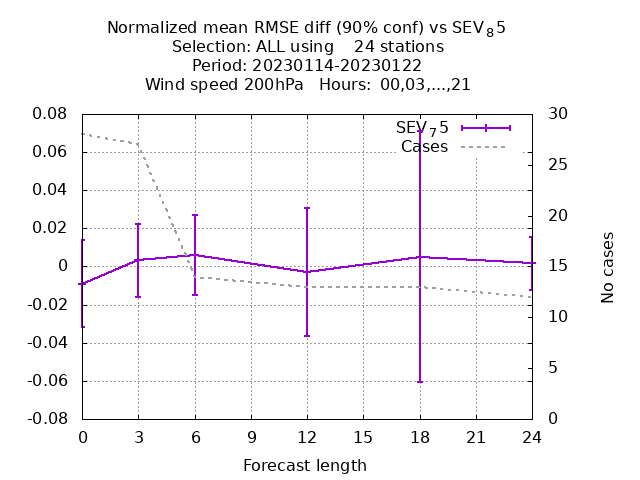 Normalized mean RMSE diff (90% conf) vs SEV₈5
Selection: ALL using    24 stations
Period: 20230114-20230122
Wind speed 200hPa   Hours:  00,03,...,21
0.08
0.06
0.04
0.02
0
-0.02
-0.04
-0.06
-0.08
30
25
20
15
10
5
0
SEV₇5
Cases
No cases
0 3 6 9 12 15 18 21 24
Forecast length